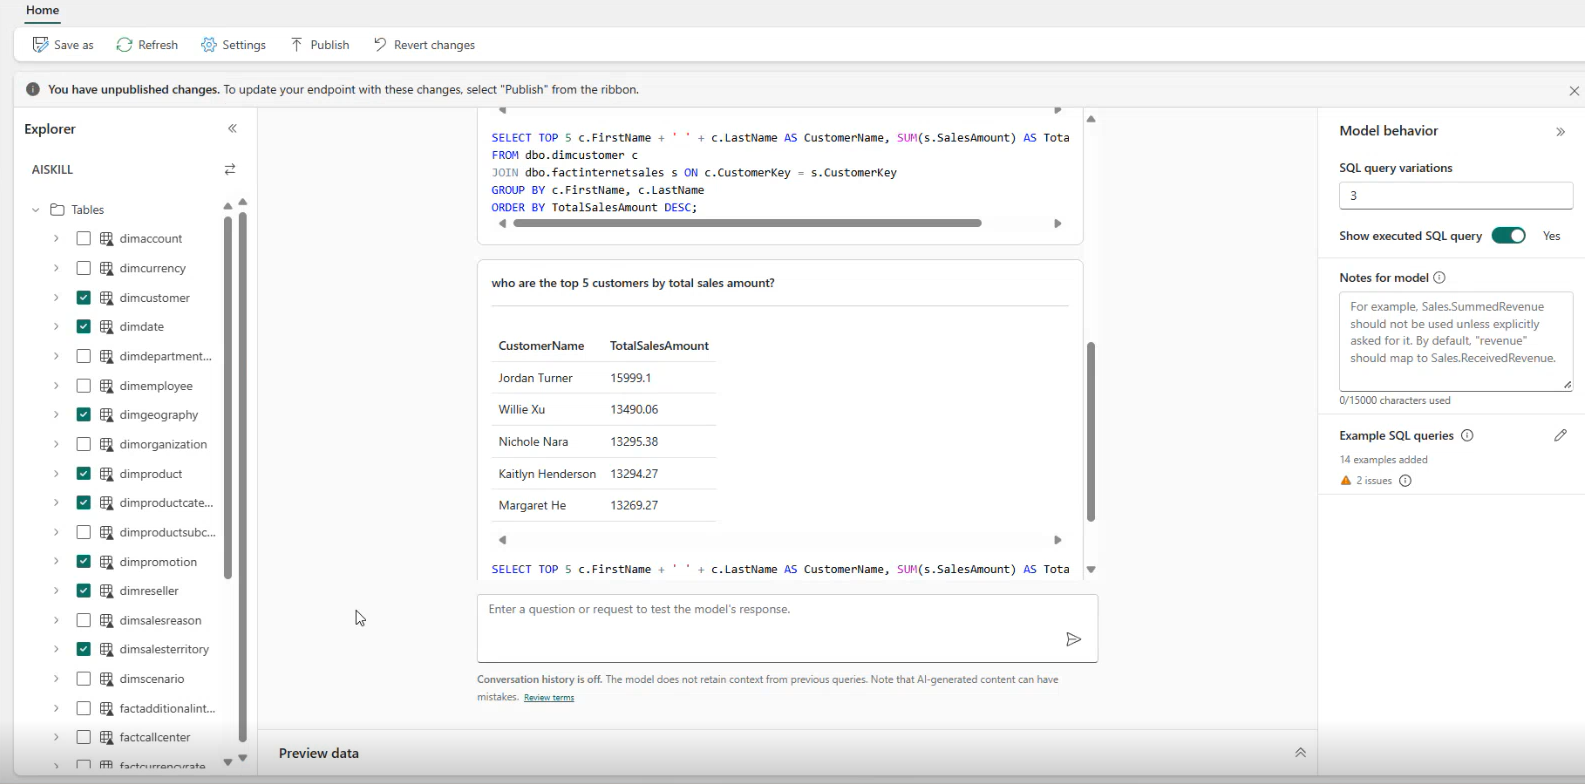 Home
Save as Refresh Settings Publish Revert changes
You have unpublished changes. To update your endpoint with these changes, select "Publish" from the ribbon.
Explorer
AISKILL
Tables
dimaccount
dimcurrency
dimcustomer
dimdate
dimdepartment...
dimemployee
dimgeography
dimorganization
dimproduct
dimproductcate...
dimproductsubc...
dimpromotion
dimreseller
dimsalesreason
dimsalesterritory
dimscenario
factadditionalint...
factcallcenter
factcurrencyrate
SELECT TOP 5 c.FirstName + ' ' + c.LastName AS CustomerName, SUM(s.SalesAmount) AS Tota
FROM dbo.dimcustomer c
JOIN dbo.factinternetsales s ON c.CustomerKey = s.CustomerKey
GROUP BY c.FirstName, c.LastName
ORDER BY TotalSalesAmount DESC;
who are the top 5 customers by total sales amount?
CustomerName TotalSalesAmount
Jordan Turner 15999.1
Willie Xu 13490.06
Nichole Nara 13295.38
Kaitlyn Henderson 13294.27
Margaret He 13269.27
SELECT TOP 5 c.FirstName + ' ' + c.LastName AS CustomerName, SUM(s.SalesAmount) AS Tota
Enter a question or request to test the model's response.
Conversation history is off. The model does not retain context from previous queries. Note that AI-generated content can have
mistakes. Review terms
Preview data
Model behavior
SQL query variations
3
Show executed SQL query Yes
Notes for model
For example, Sales.SummedRevenue
should not be used unless explicitly
asked for it. By default, "revenue"
should map to Sales.ReceivedRevenue.
0/15000 characters used
Example SQL queries
14 examples added
2 issues